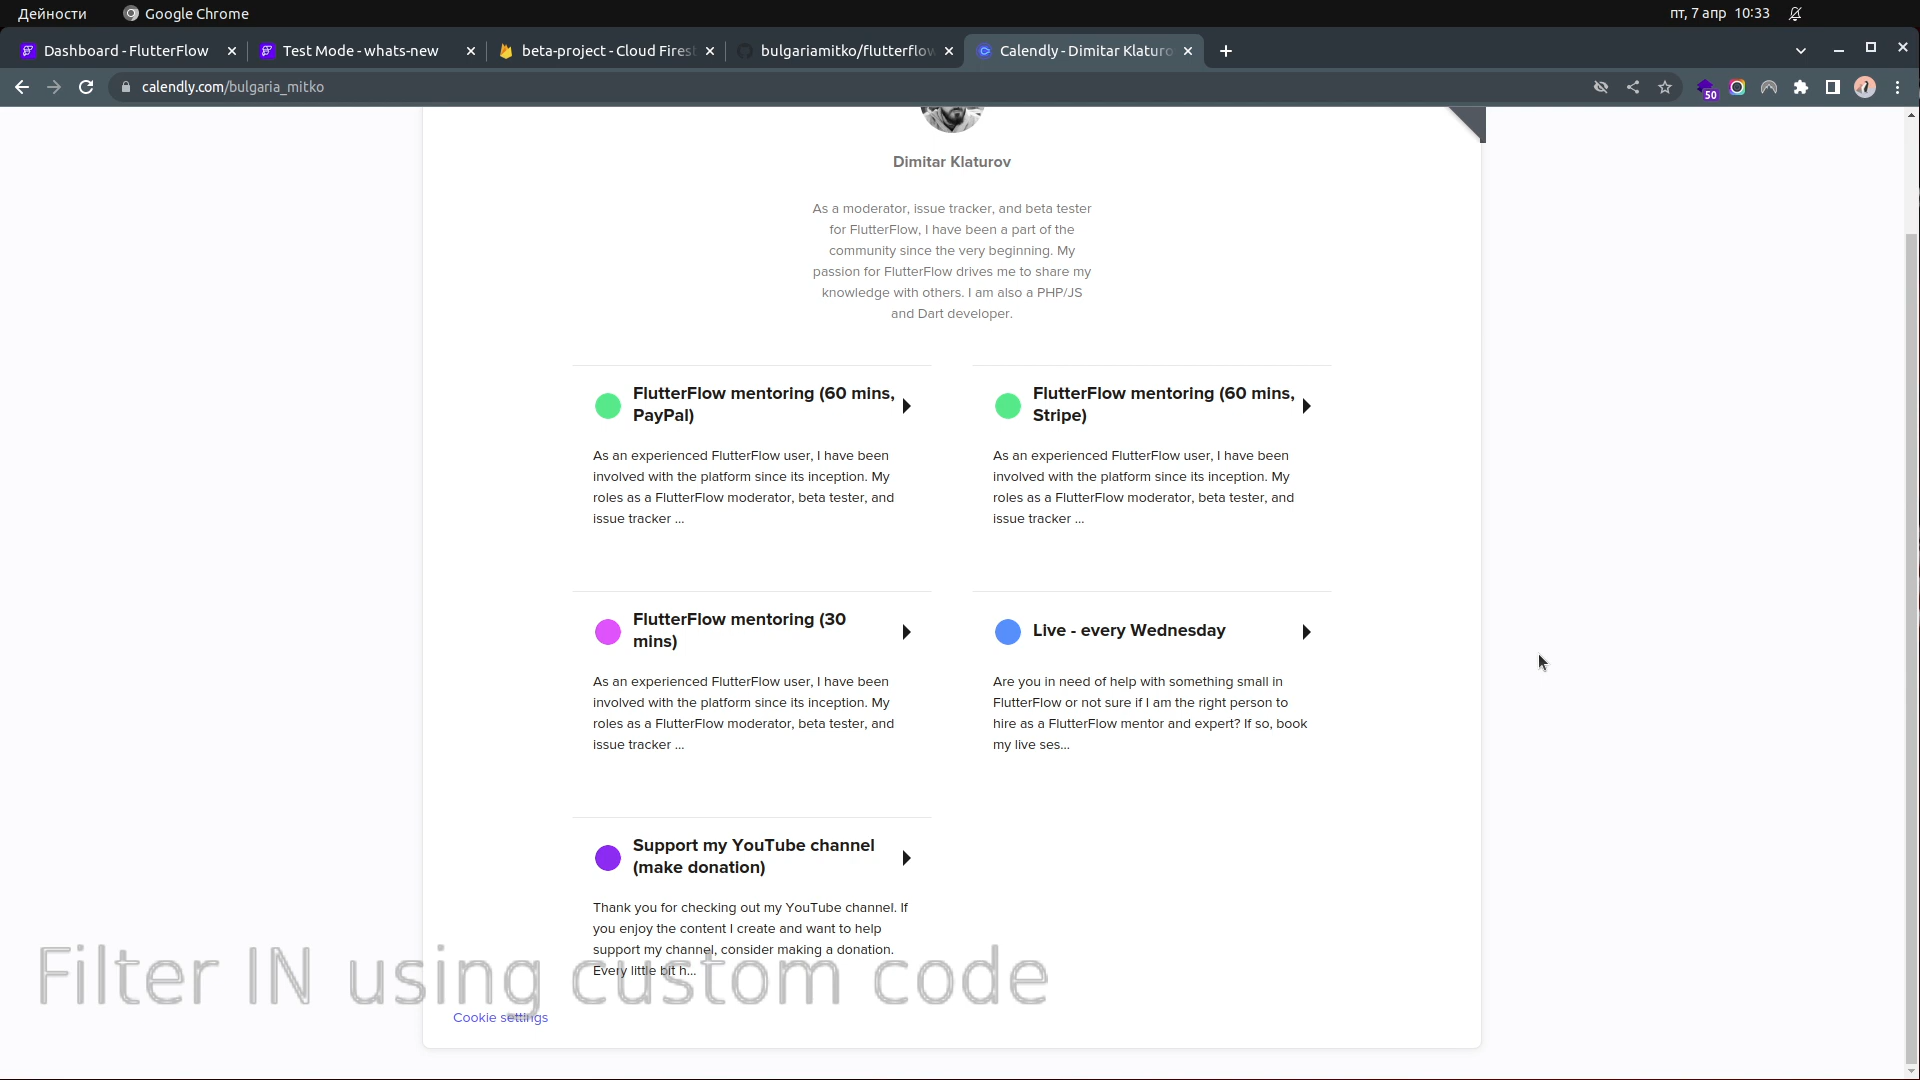 Дейности
Google Chrome
пт, 7 апр 10:33
Dashboard - FlutterFlow
Test Mode - whats-new
beta-project - Cloud Firest
bulgariamitko/flutterflow
Calendly - Dimitar Klaturo
calendly.com/bulgaria_mitko
50
Dimitar Klaturov
As a moderator, issue tracker, and beta tester
for FlutterFlow, I have been a part of the
community since the very beginning. My
passion for FlutterFlow drives me to share my
knowledge with others. I am also a PHP/JS
and Dart developer.
FlutterFlow mentoring (60 mins,
PayPal)
As an experienced FlutterFlow user, I have been
involved with the platform since its inception. My
roles as a FlutterFlow moderator, beta tester, and
issue tracker ...
FlutterFlow mentoring (60 mins,
Stripe)
As an experienced FlutterFlow user, I have been
involved with the platform since its inception. My
roles as a FlutterFlow moderator, beta tester, and
issue tracker ...
FlutterFlow mentoring (30
mins)
As an experienced FlutterFlow user, I have been
involved with the platform since its inception. My
roles as a FlutterFlow moderator, beta tester, and
issue tracker ...
Live - every Wednesday
Are you in need of help with something small in
FlutterFlow or not sure if I am the right person to
hire as a FlutterFlow mentor and expert? If so, book
my live ses...
Support my YouTube channel
(make donation)
Thank you for checking out my YouTube channel. If
you enjoy the content I create and want to help
support my channel, consider making a donation.
Every little bit h...
Filter IN using custom code
Cookie settings